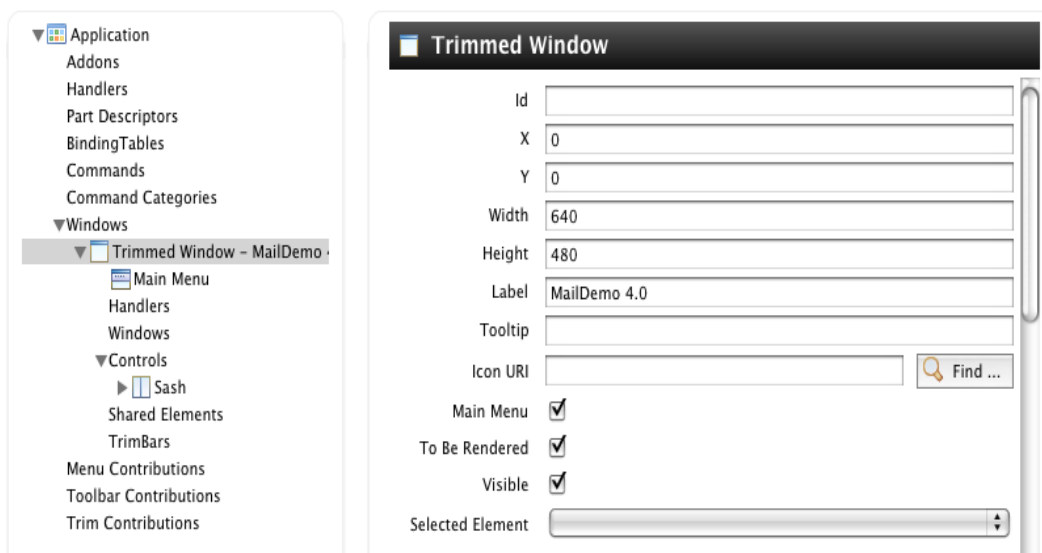 Application
Addons
Handlers
Part Descriptors
BindingTables
Commands
Command Categories
Windows
Trimmed Window - MailDemo
Main Menu
Handlers
Windows
Controls
Sash
Shared Elements
TrimBars
Menu Contributions
Toolbar Contributions
Trim Contributions
Trimmed Window
Id
X 0
Y 0
Width 640
Height 480
Label MailDemo 4.0
Tooltip
Icon URI Find ...
Main Menu
To Be Rendered
Visible
Selected Element